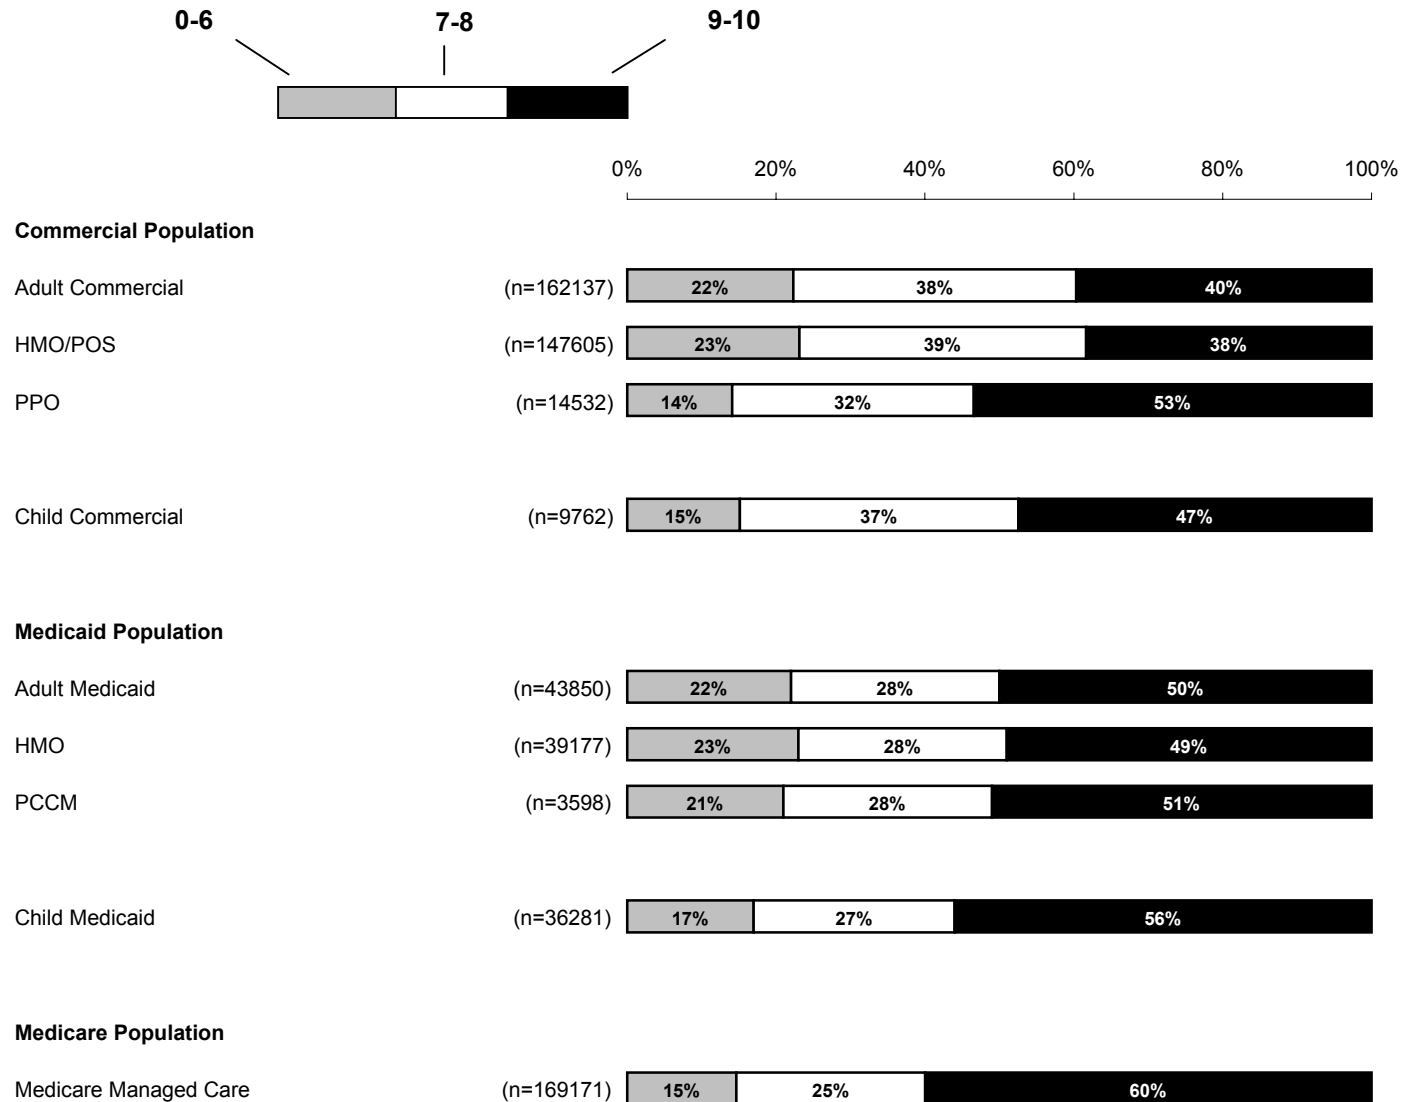 0-6 7-8 9-10
0% 20% 40% 60% 80% 100%
Commercial Population
Adult Commercial (n=162137) 22% 38% 40%
HMO/POS (n=147605) 23% 39% 38%
PPO (n=14532) 14% 32% 53%
Child Commercial (n=9762) 15% 37% 47%
Medicaid Population
Adult Medicaid (n=43850) 22% 28% 50%
HMO (n=39177) 23% 28% 49%
PCCM (n=3598) 21% 28% 51%
Child Medicaid (n=36281) 17% 27% 56%
Medicare Population
Medicare Managed Care (n=169171) 15% 25% 60%